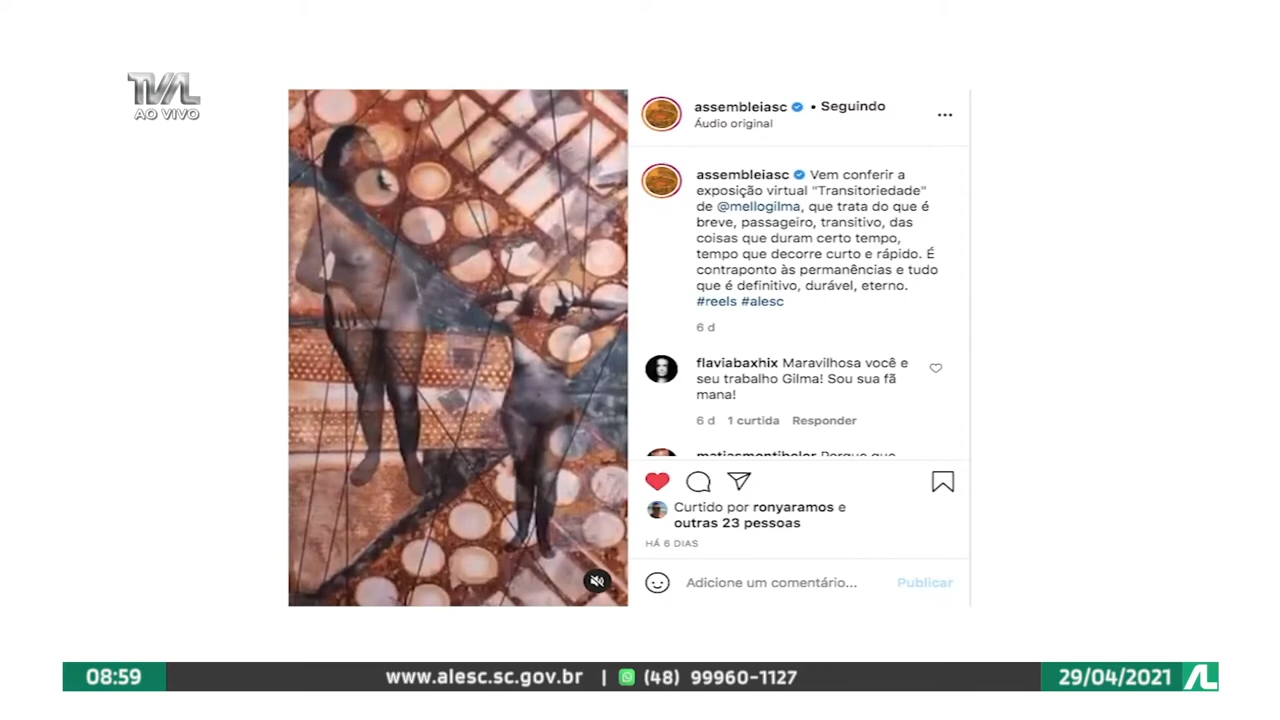 TVAL
AO VIVO
assembleiasc • Seguindo
Áudio original
assembleiasc Vem conferir a
exposição virtual "Transitoriedade"
de @mellogilma, que trata do que é
breve, passageiro, transitivo, das
coisas que duram certo tempo,
tempo que decorre curto e rápido. É
contraponto às permanências e tudo
que é definitivo, durável, eterno.
#reels #alesc
6 d
flaviabaxhix Maravilhosa você e
seu trabalho Gilma! Sou sua fã
mana!
6 d 1 curtida Responder
Curtido por ronyaramos e
outras 23 pessoas
HÁ 6 DIAS
Adicione um comentário... Publicar
08:59 www.alesc.sc.gov.br | (48) 99960-1127 29/04/2021 AL